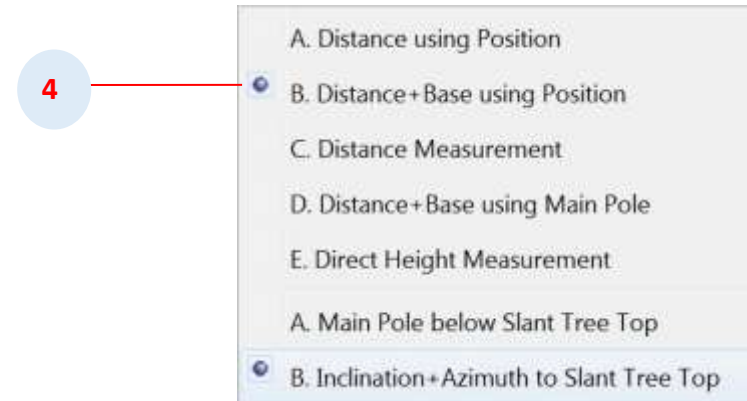 A. Distance using Position
4
B. Distance+Base using Position
C. Distance Measurement
D. Distance+Base using Main Pole
E. Direct Height Measurement
A. Main Pole below Slant Tree Top
B. Inclination+Azimuth to Slant Tree Top